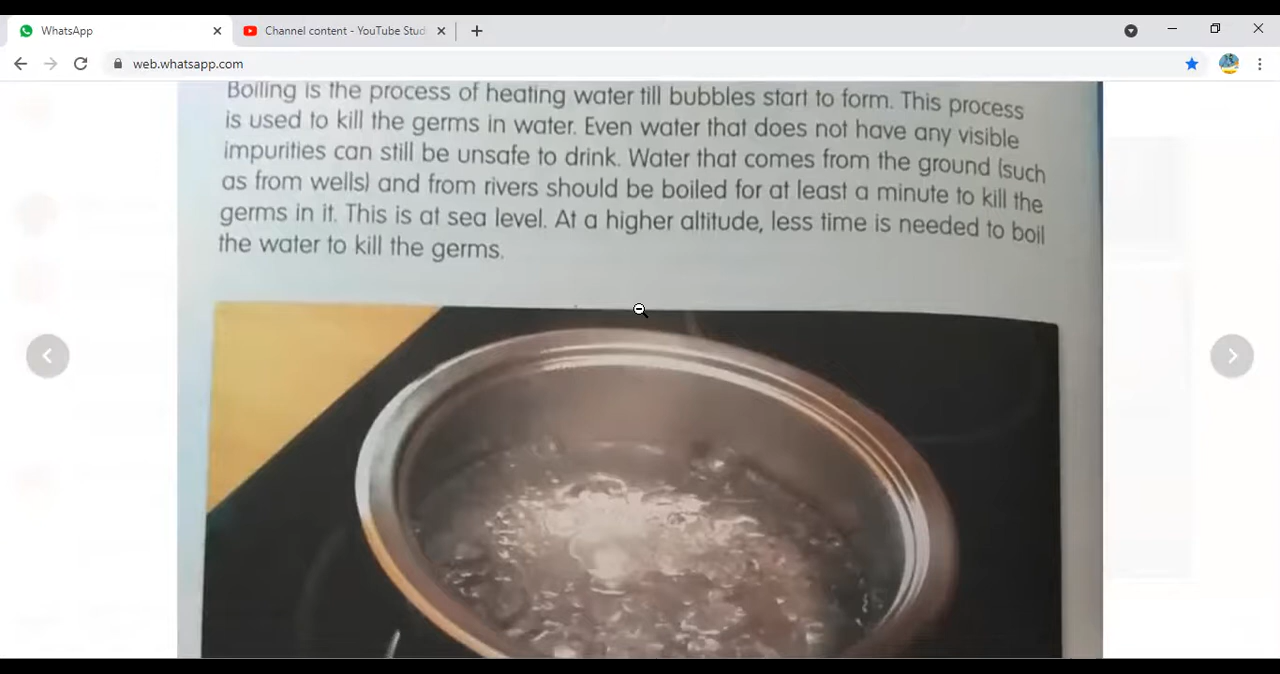 WhatsApp
Channel content - YouTube Stud
web.whatsapp.com
Boiling is the process of heating water till bubbles start to form. This process
is used to kill the germs in water. Even water that does not have any visible
impurities can still be unsafe to drink. Water that comes from the ground (such
as from wells) and from rivers should be boiled for at least a minute to kill the
germs in it. This is at sea level. At a higher altitude, less time is needed to boil
the water to kill the germs.